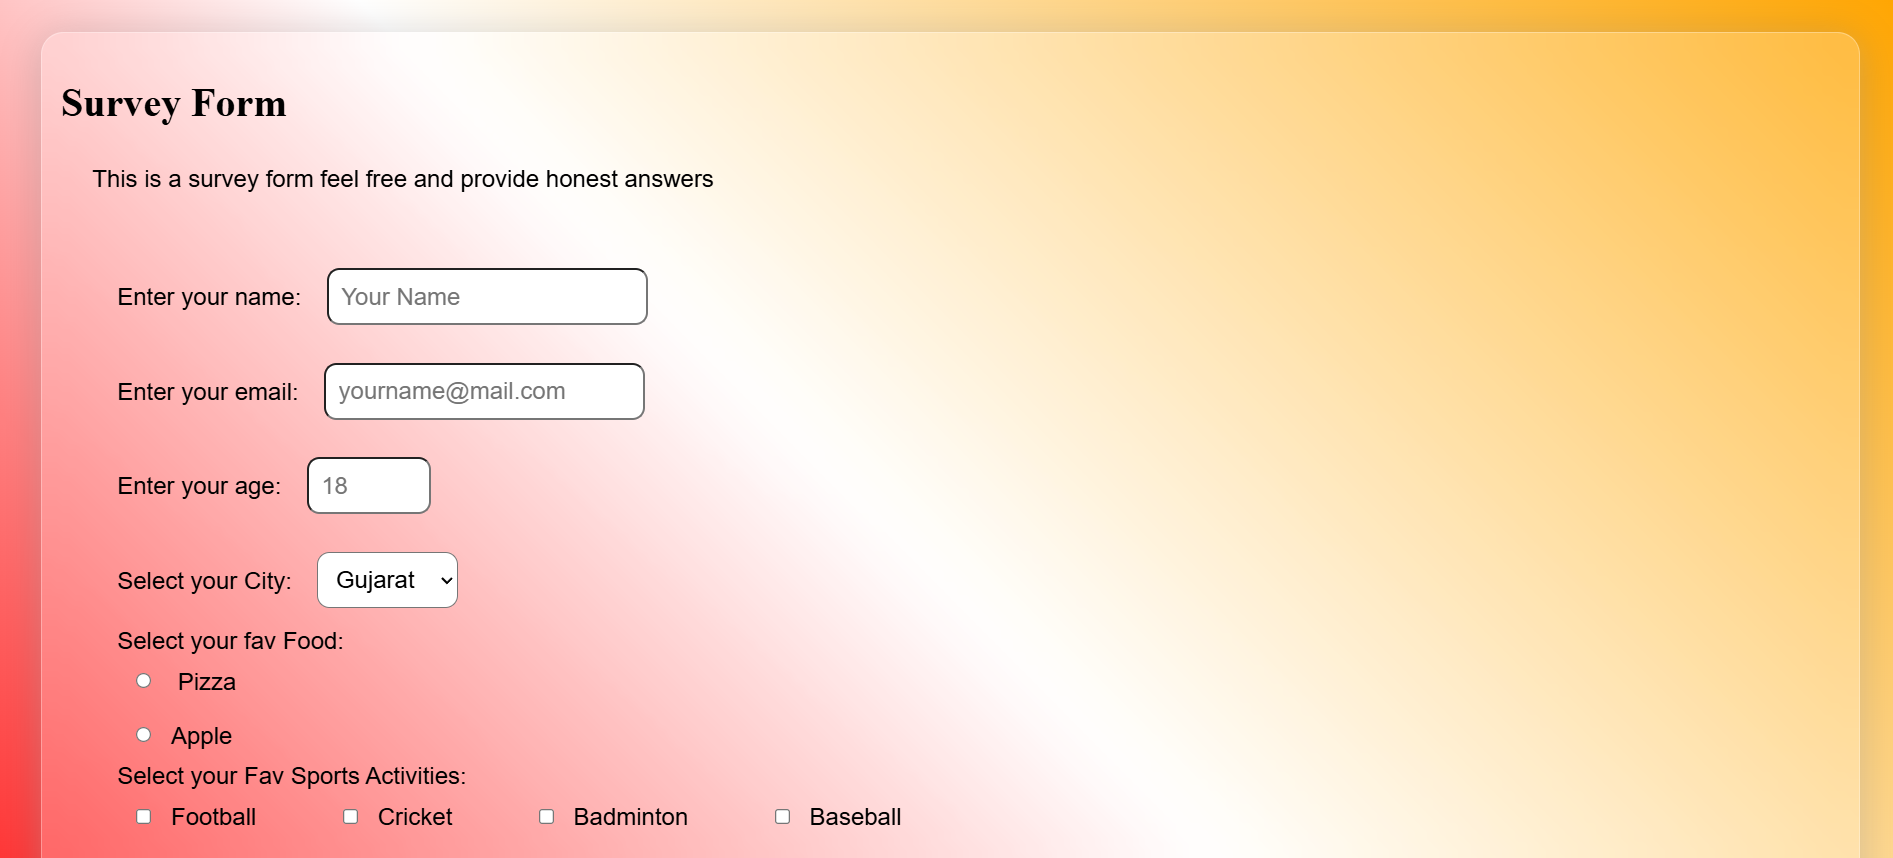 Survey Form
This is a survey form feel free and provide honest answers
Enter your name: Your Name
Enter your email: yourname@mail.com
Enter your age: 18
Select your City: Gujarat
Select your fav Food:
Pizza
Apple
Select your Fav Sports Activities:
Football Cricket Badminton Baseball